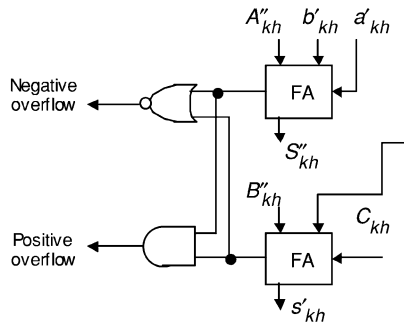 A″kh b′kh a′kh
Negative
overflow
FA
S″kh
B″kh
Ckh
Positive
overflow
FA
s′kh